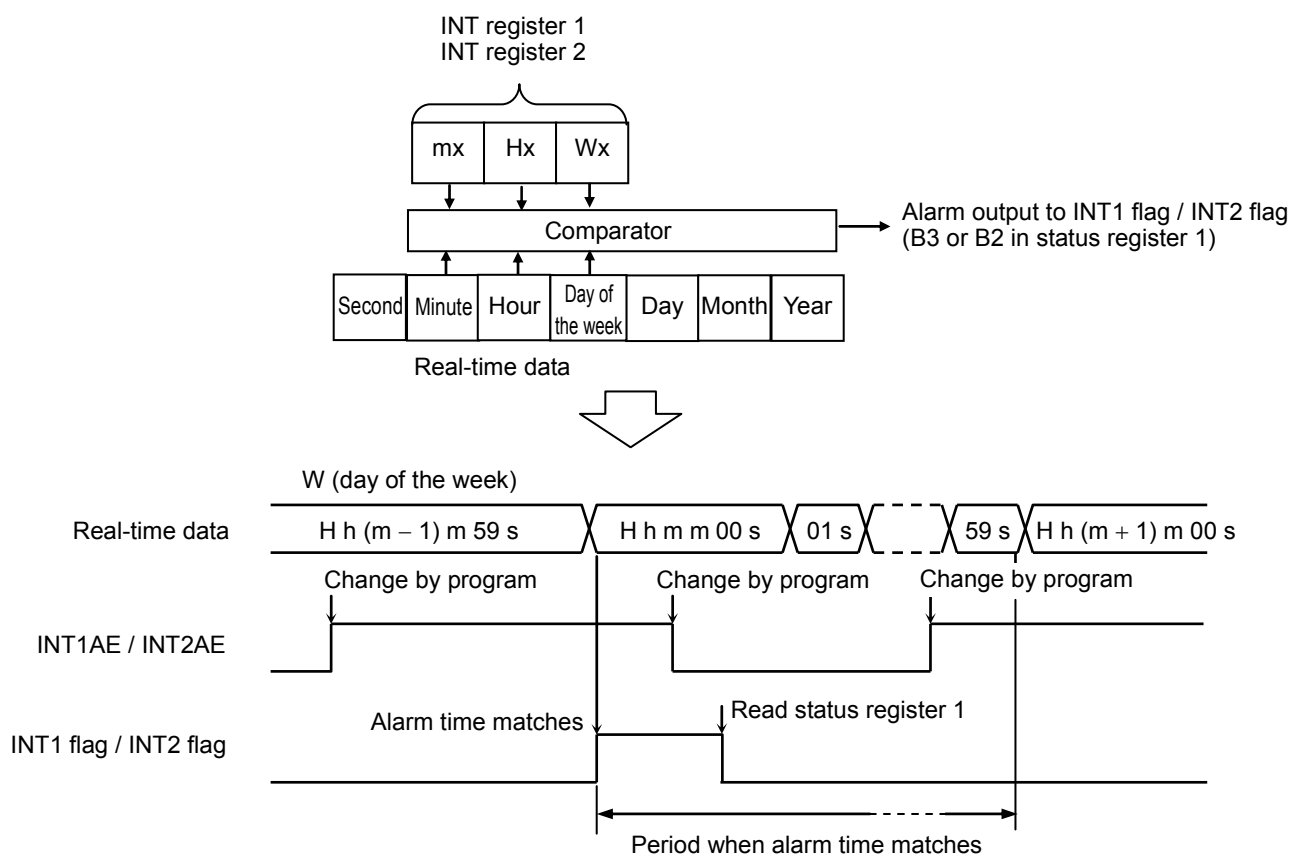 INT register 1
INT register 2
mx Hx Wx
Comparator
Alarm output to INT1 flag / INT2 flag
(B3 or B2 in status register 1)
Second Minute Hour Day of
the week Day Month Year
Real-time data
W (day of the week)
Real-time data H h (m − 1) m 59 s H h m m 00 s 01 s 59 s H h (m + 1) m 00 s
Change by program Change by program Change by program
INT1AE / INT2AE
Alarm time matches Read status register 1
INT1 flag / INT2 flag
Period when alarm time matches